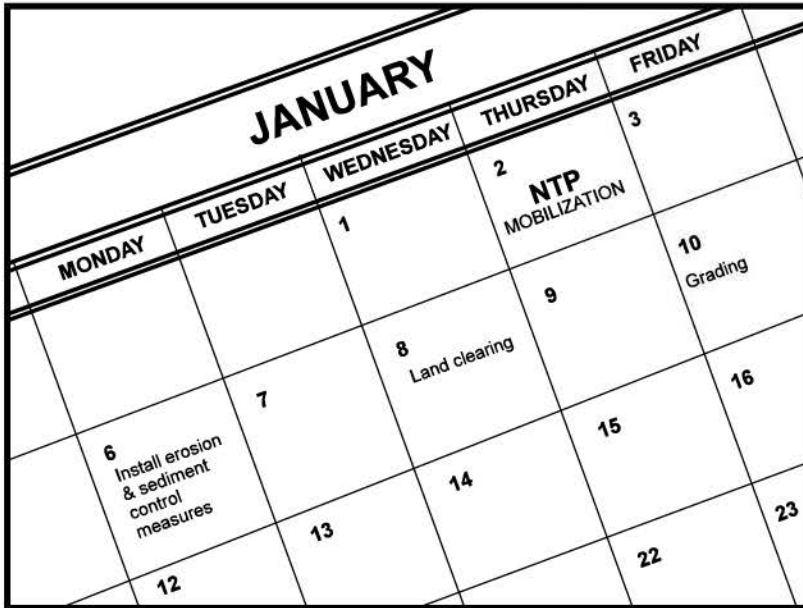 JANUARY
MONDAY
TUESDAY
WEDNESDAY
THURSDAY
FRIDAY
1
2
NTP
MOBILIZATION
3
6
Install erosion
& sediment
control
measures
7
8
Land clearing
9
10
Grading
12
13
14
15
16
22
23